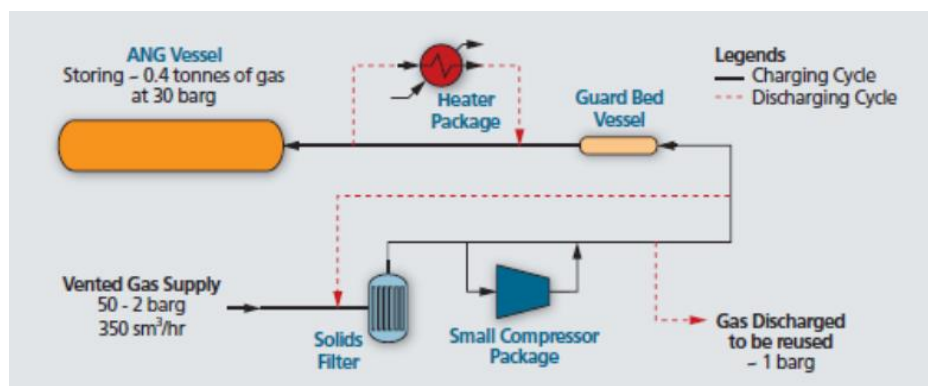 ANG Vessel
Storing ~ 0.4 tonnes of gas
at 30 barg
Heater
Package
Guard Bed
Vessel
Legends
Charging Cycle
Discharging Cycle
Vented Gas Supply
50 - 2 barg
350 sm³/hr
Solids
Filter
Small Compressor
Package
Gas Discharged
to be reused
~ 1 barg